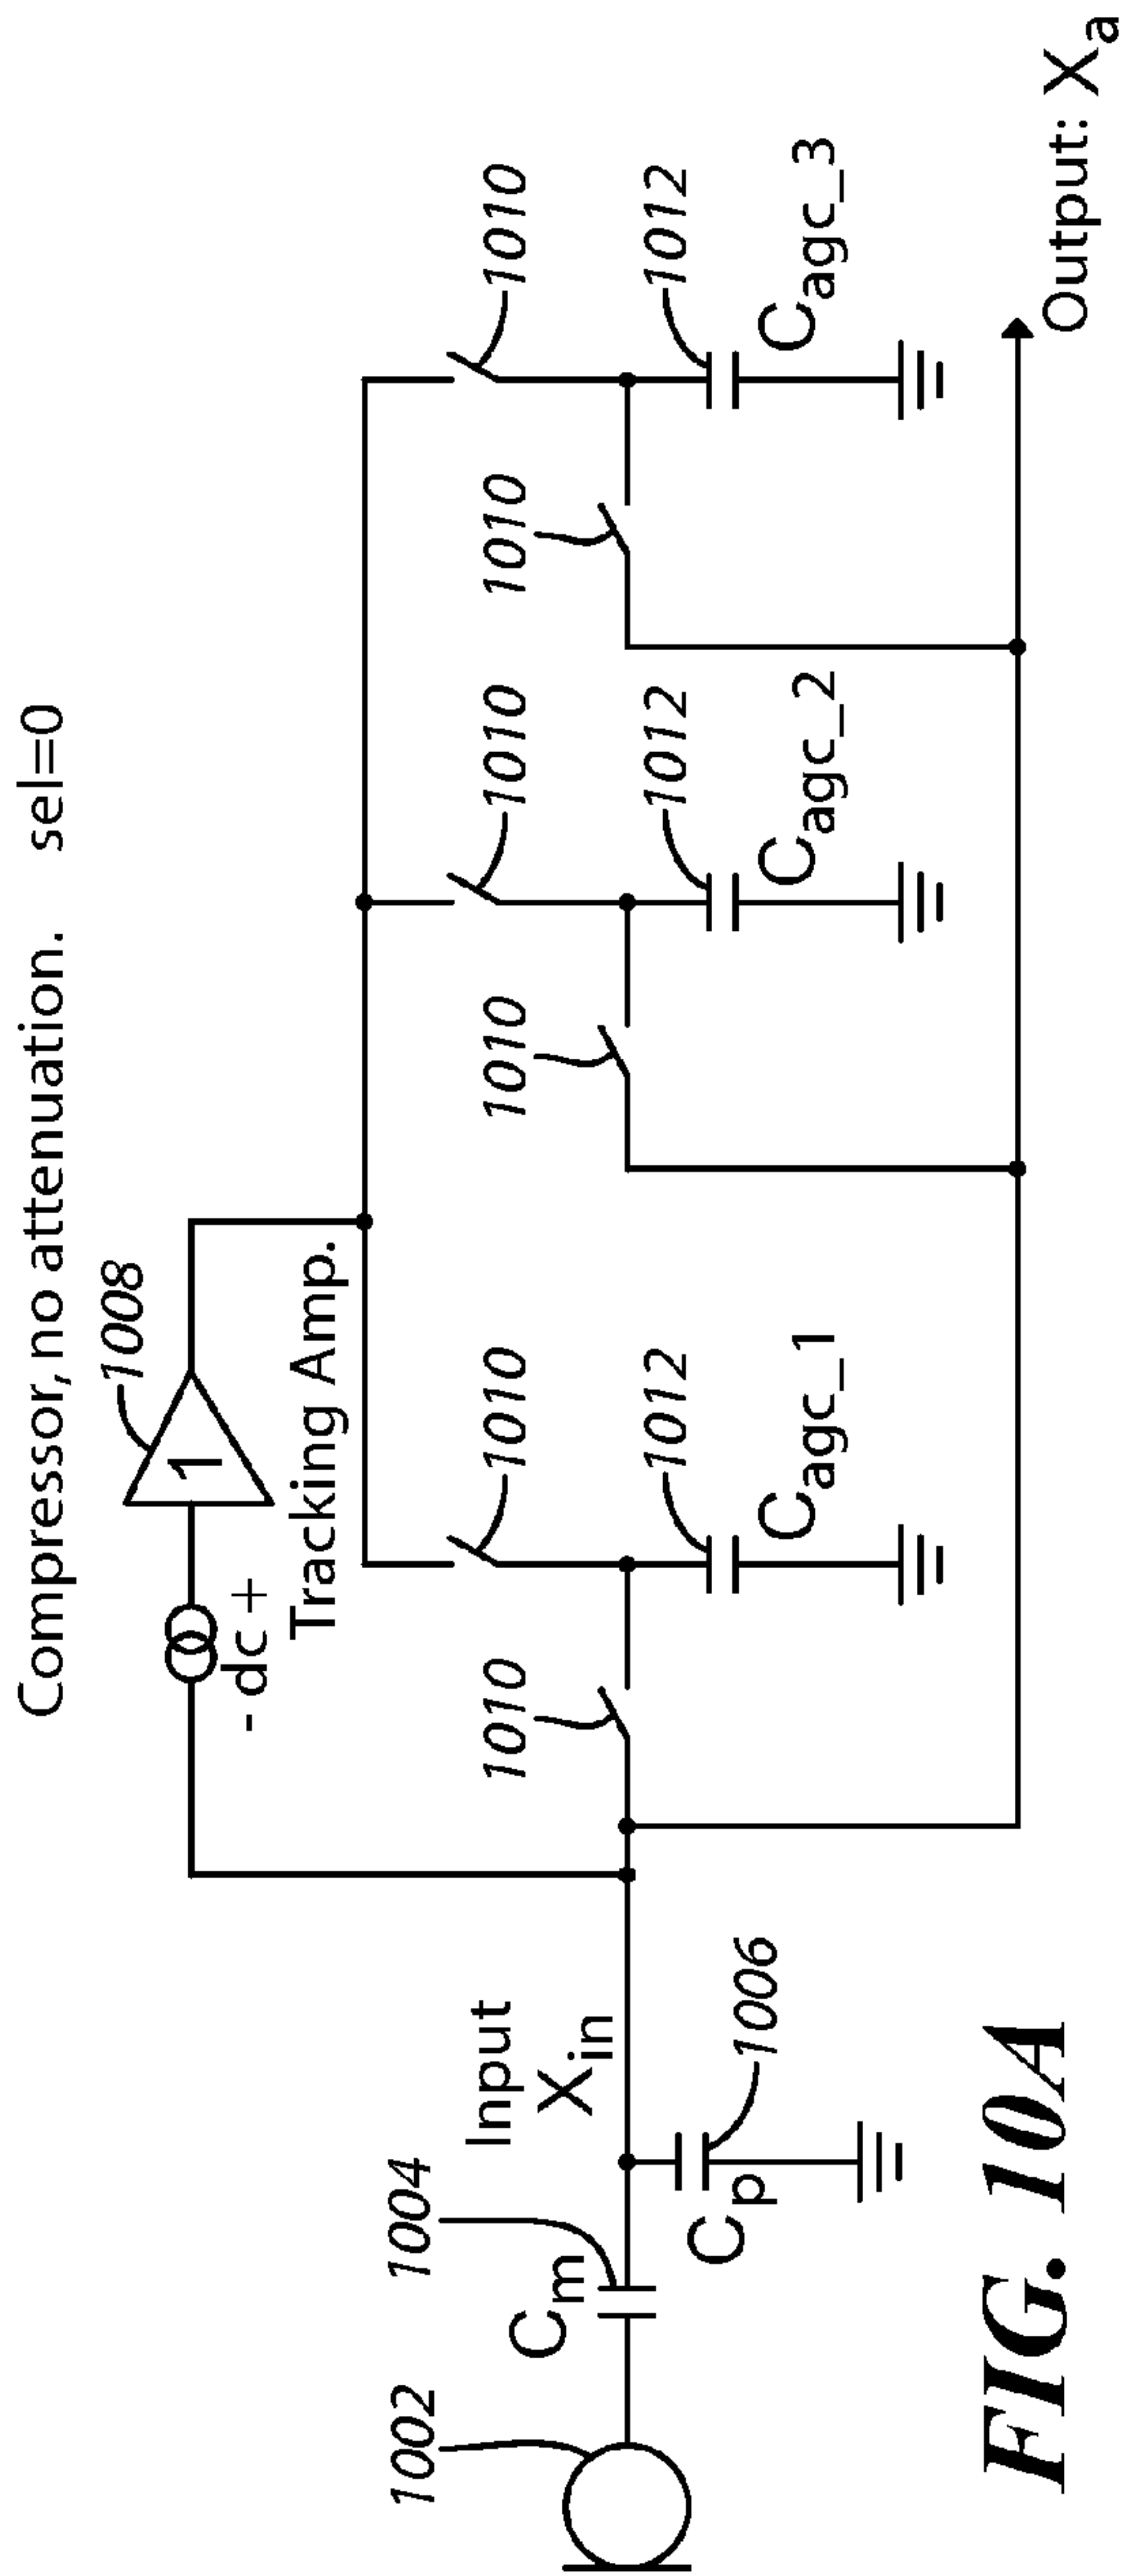 Compressor, no attenuation. sel=0
1008
1
- dc +
Tracking Amp.
1010
1010
1010
1010
1010
1010
1012
1012
1012
C_agc_1
C_agc_2
C_agc_3
1002
1004
C_m
Input
X_in
C_p
1006
Output: X_a
FIG. 10A